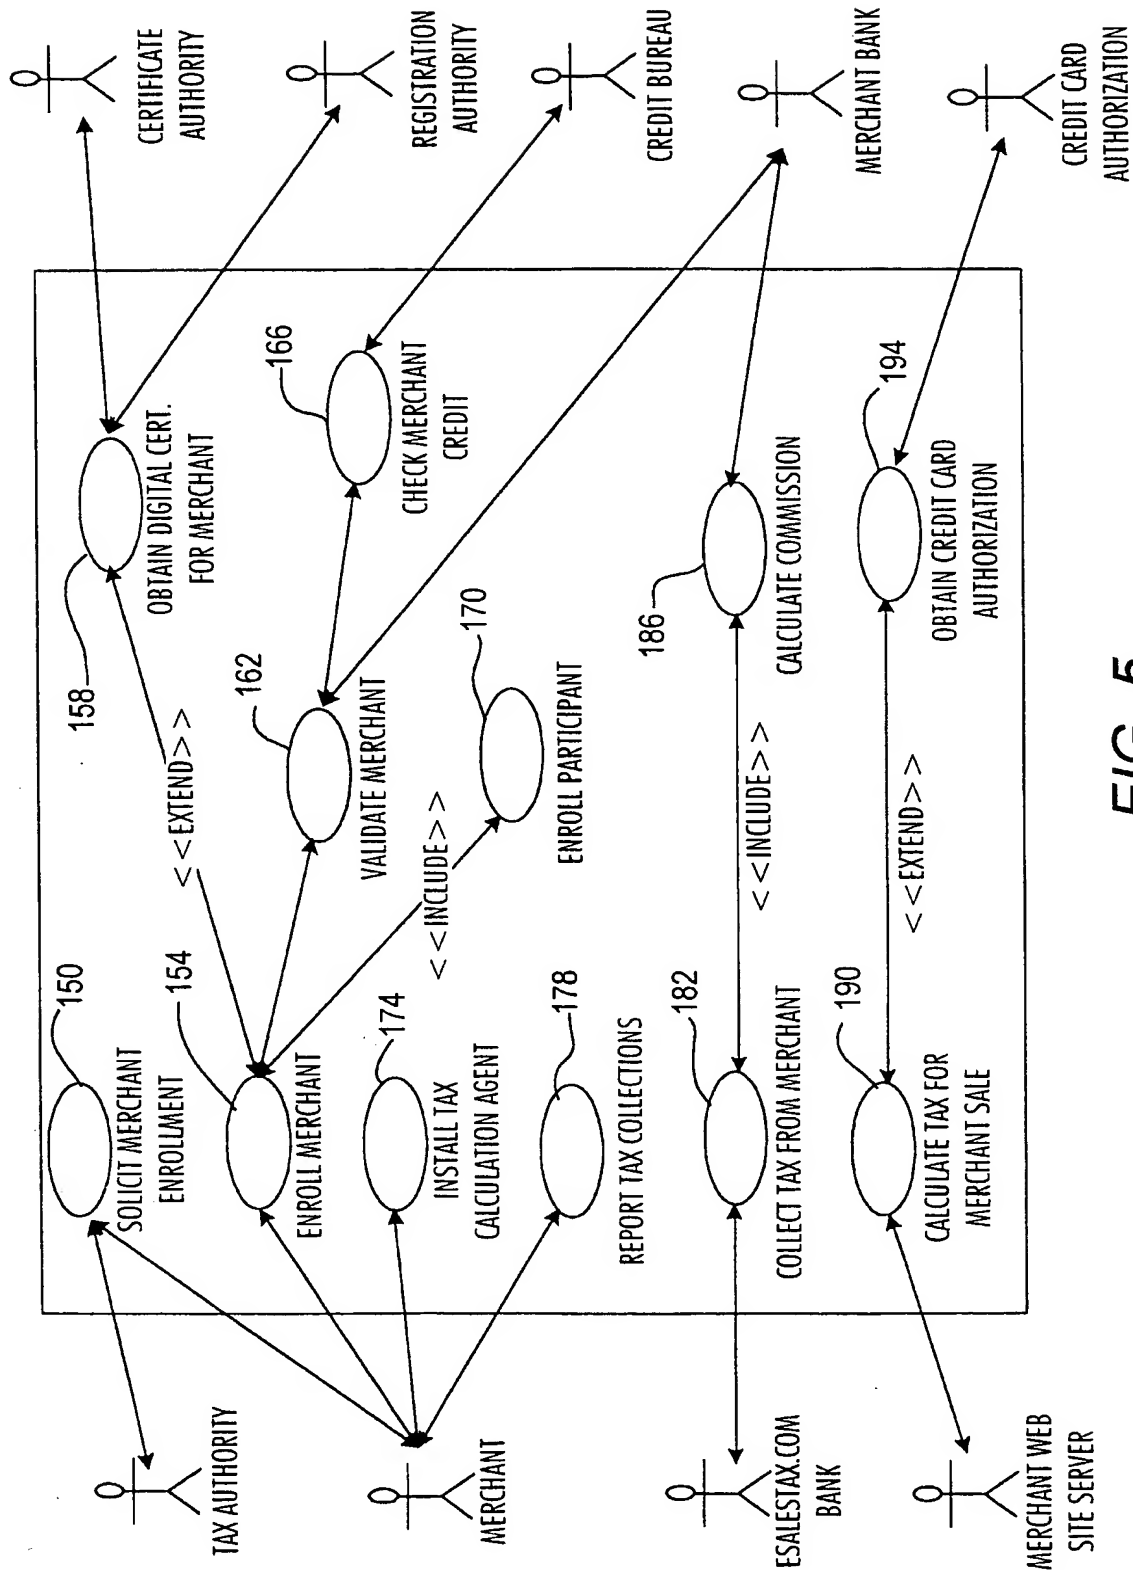 TAX AUTHORITY
MERCHANT
ESALESTAX.COM
BANK
MERCHANT WEB
SITE SERVER
150
SOLICIT MERCHANT
ENROLLMENT
154
ENROLL MERCHANT
174
INSTALL TAX
CALCULATION AGENT
178
REPORT TAX COLLECTIONS
182
COLLECT TAX FROM MERCHANT
190
CALCULATE TAX FOR
MERCHANT SALE
<<EXTEND>>
<<INCLUDE>>
<<INCLUDE>>
<<EXTEND>>
158
OBTAIN DIGITAL CERT.
FOR MERCHANT
162
VALIDATE MERCHANT
166
CHECK MERCHANT
CREDIT
170
ENROLL PARTICIPANT
186
CALCULATE COMMISSION
194
OBTAIN CREDIT CARD
AUTHORIZATION
CERTIFICATE
AUTHORITY
REGISTRATION
AUTHORITY
CREDIT BUREAU
MERCHANT BANK
CREDIT CARD
AUTHORIZATION
FIG. 5